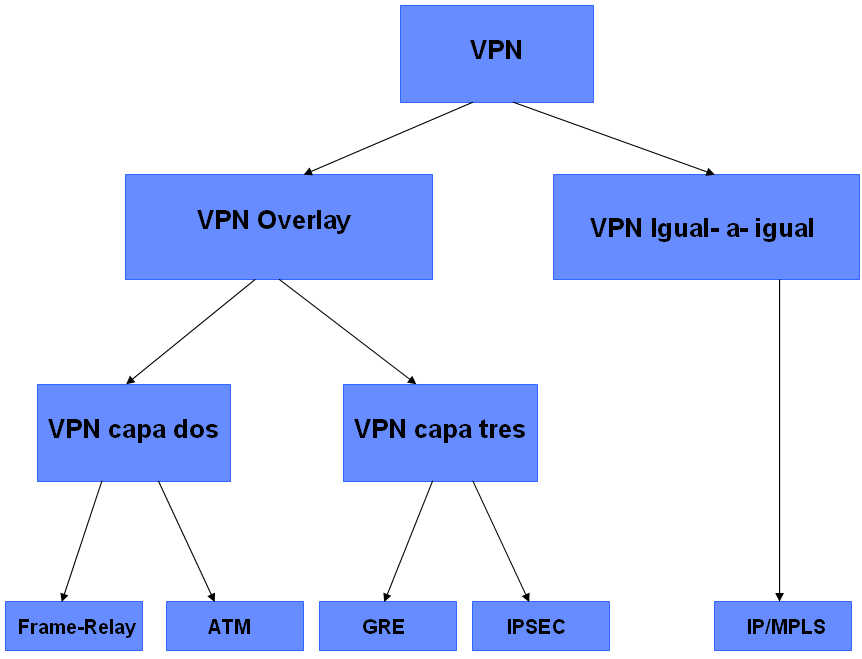 VPN
VPN Overlay
VPN Igual- a- igual
VPN capa dos
VPN capa tres
Frame-Relay
ATM
GRE
IPSEC
IP/MPLS